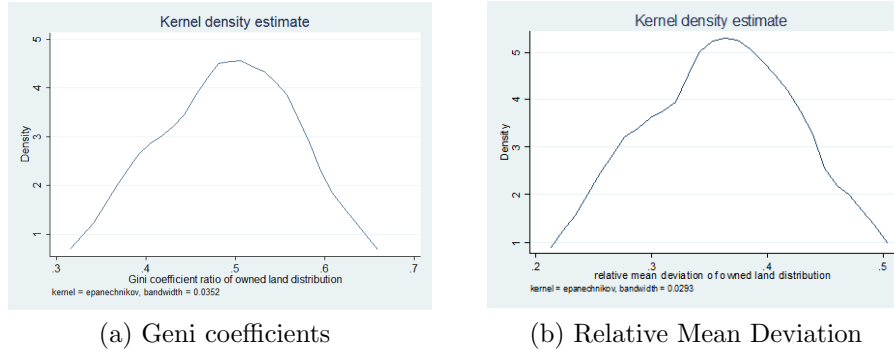 Kernel density estimate
5
4
3
2
1
Density
.3 .4 .5 .6 .7
Gini coefficient ratio of owned land distribution
kernel = epanechnikov, bandwidth = 0.0352
(a) Geni coefficients
Kernel density estimate
5
4
3
2
1
Density
.2 .3 .4 .5
relative mean deviation of owned land distribution
kernel = epanechnikov, bandwidth = 0.0293
(b) Relative Mean Deviation